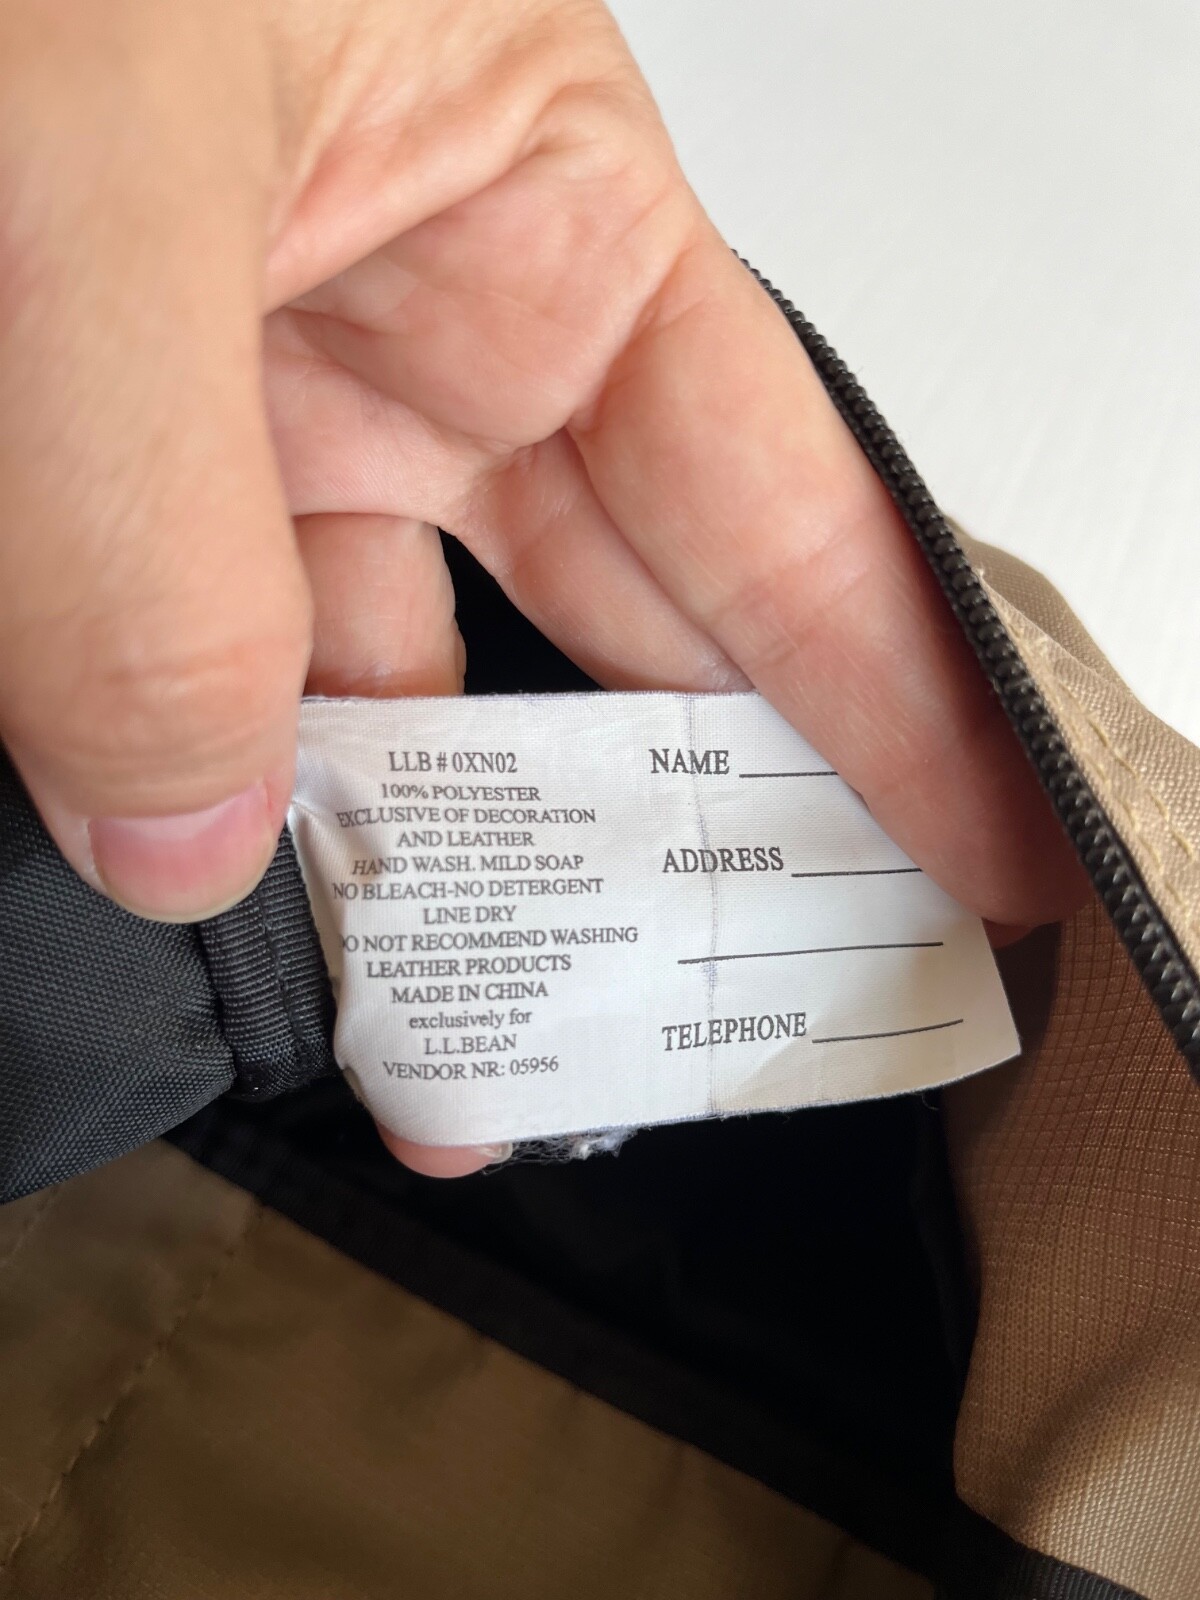 LLB # 0XN02
100% POLYESTER
EXCLUSIVE OF DECORATION
AND LEATHER
HAND WASH. MILD SOAP
NO BLEACH-NO DETERGENT
LINE DRY
DO NOT RECOMMEND WASHING
LEATHER PRODUCTS
MADE IN CHINA
exclusively for
L.L.BEAN
VENDOR NR: 05956
NAME
ADDRESS
TELEPHONE